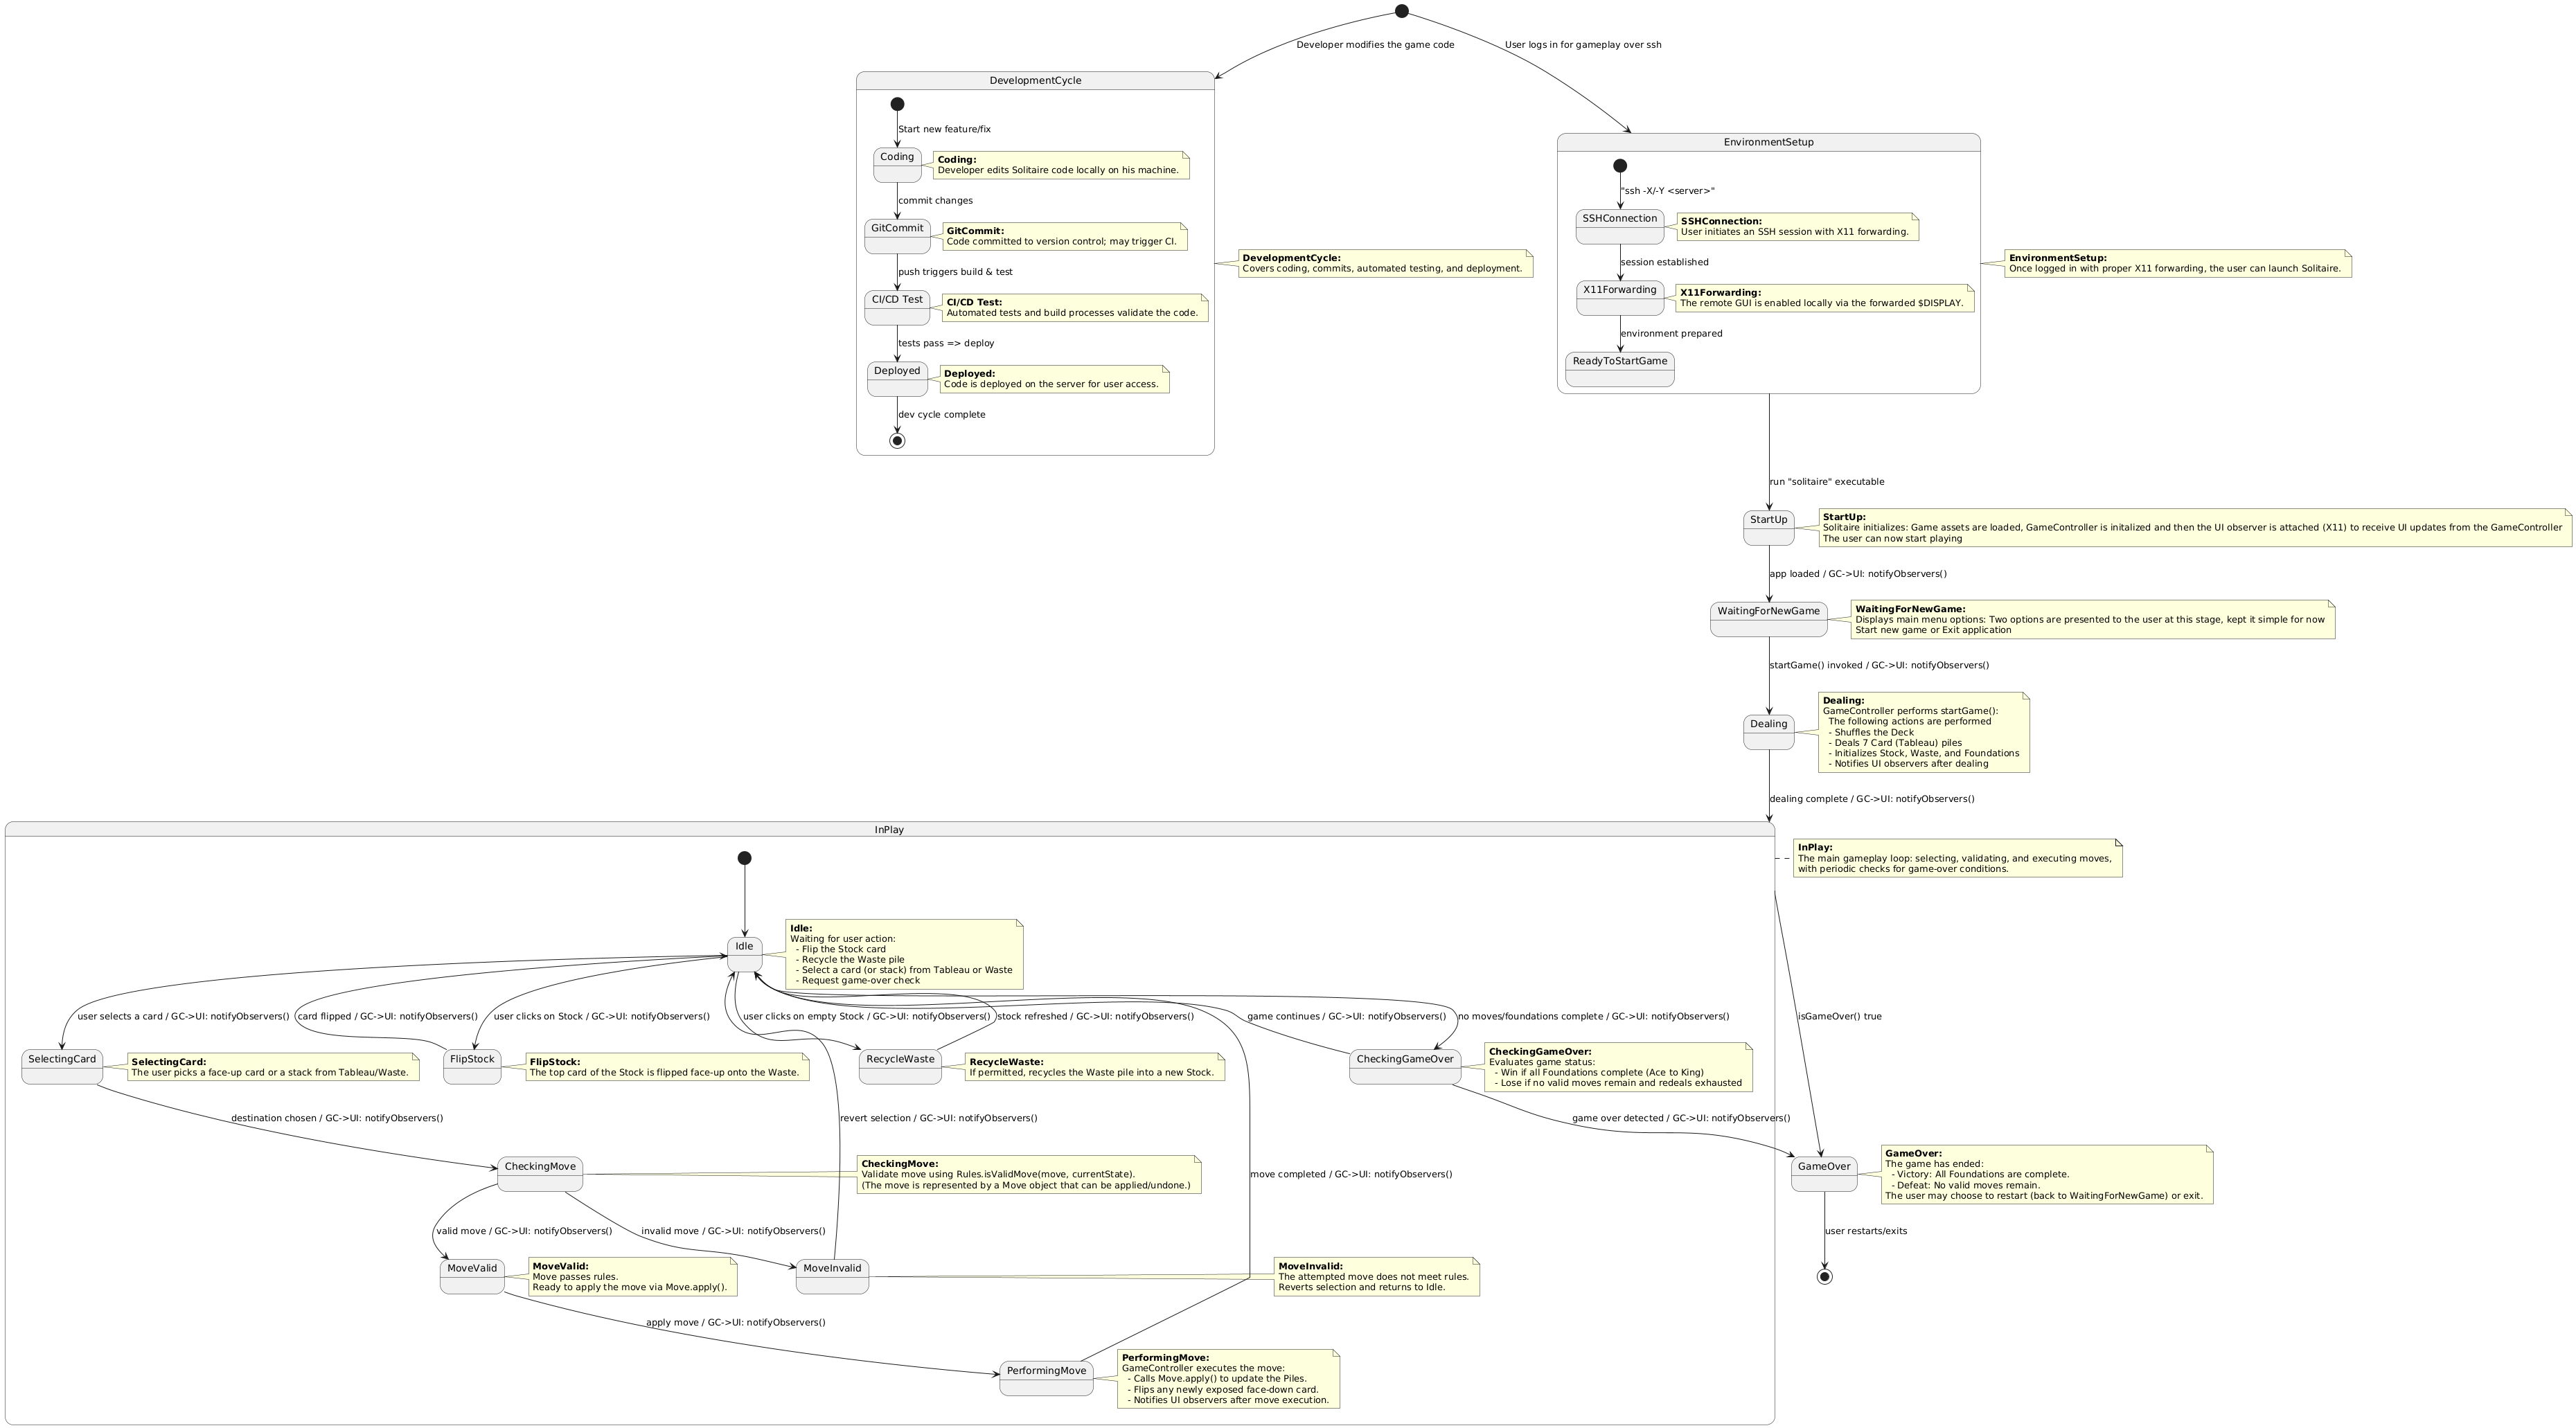 Developer modifies the game code
User logs in for gameplay over ssh
DevelopmentCycle
Start new feature/fix
Coding
Coding:
Developer edits Solitaire code locally on his machine.
commit changes
GitCommit
GitCommit:
Code committed to version control; may trigger CI.
push triggers build & test
CI/CD Test
CI/CD Test:
Automated tests and build processes validate the code.
tests pass => deploy
Deployed
Deployed:
Code is deployed on the server for user access.
dev cycle complete
DevelopmentCycle:
Covers coding, commits, automated testing, and deployment.
EnvironmentSetup
"ssh -X/-Y <server>"
SSHConnection
SSHConnection:
User initiates an SSH session with X11 forwarding.
session established
X11Forwarding
X11Forwarding:
The remote GUI is enabled locally via the forwarded $DISPLAY.
environment prepared
ReadyToStartGame
EnvironmentSetup:
Once logged in with proper X11 forwarding, the user can launch Solitaire.
run "solitaire" executable
StartUp
StartUp:
Solitaire initializes: Game assets are loaded, GameController is initalized and then the UI observer is attached (X11) to receive UI updates from the GameController
The user can now start playing
app loaded / GC->UI: notifyObservers()
WaitingForNewGame
WaitingForNewGame:
Displays main menu options: Two options are presented to the user at this stage, kept it simple for now
Start new game or Exit application
startGame() invoked / GC->UI: notifyObservers()
Dealing
Dealing:
GameController performs startGame():
The following actions are performed
- Shuffles the Deck
- Deals 7 Card (Tableau) piles
- Initializes Stock, Waste, and Foundations
- Notifies UI observers after dealing
dealing complete / GC->UI: notifyObservers()
InPlay
InPlay:
The main gameplay loop: selecting, validating, and executing moves,
with periodic checks for game-over conditions.
Idle
Idle:
Waiting for user action:
- Flip the Stock card
- Recycle the Waste pile
- Select a card (or stack) from Tableau or Waste
- Request game-over check
user selects a card / GC->UI: notifyObservers()
card flipped / GC->UI: notifyObservers()
user clicks on Stock / GC->UI: notifyObservers()
user clicks on empty Stock / GC->UI: notifyObservers()
stock refreshed / GC->UI: notifyObservers()
game continues / GC->UI: notifyObservers()
no moves/foundations complete / GC->UI: notifyObservers()
isGameOver() true
SelectingCard
SelectingCard:
The user picks a face-up card or a stack from Tableau/Waste.
FlipStock
FlipStock:
The top card of the Stock is flipped face-up onto the Waste.
RecycleWaste
RecycleWaste:
If permitted, recycles the Waste pile into a new Stock.
CheckingGameOver
CheckingGameOver:
Evaluates game status:
- Win if all Foundations complete (Ace to King)
- Lose if no valid moves remain and redeals exhausted
destination chosen / GC->UI: notifyObservers()
revert selection / GC->UI: notifyObservers()
game over detected / GC->UI: notifyObservers()
CheckingMove
CheckingMove:
Validate move using Rules.isValidMove(move, currentState).
(The move is represented by a Move object that can be applied/undone.)
move completed / GC->UI: notifyObservers()
GameOver
GameOver:
The game has ended:
- Victory: All Foundations are complete.
- Defeat: No valid moves remain.
The user may choose to restart (back to WaitingForNewGame) or exit.
valid move / GC->UI: notifyObservers()
invalid move / GC->UI: notifyObservers()
user restarts/exits
MoveValid
MoveValid:
Move passes rules.
Ready to apply the move via Move.apply().
MoveInvalid
MoveInvalid:
The attempted move does not meet rules.
Reverts selection and returns to Idle.
apply move / GC->UI: notifyObservers()
PerformingMove
PerformingMove:
GameController executes the move:
- Calls Move.apply() to update the Piles.
- Flips any newly exposed face-down card.
- Notifies UI observers after move execution.